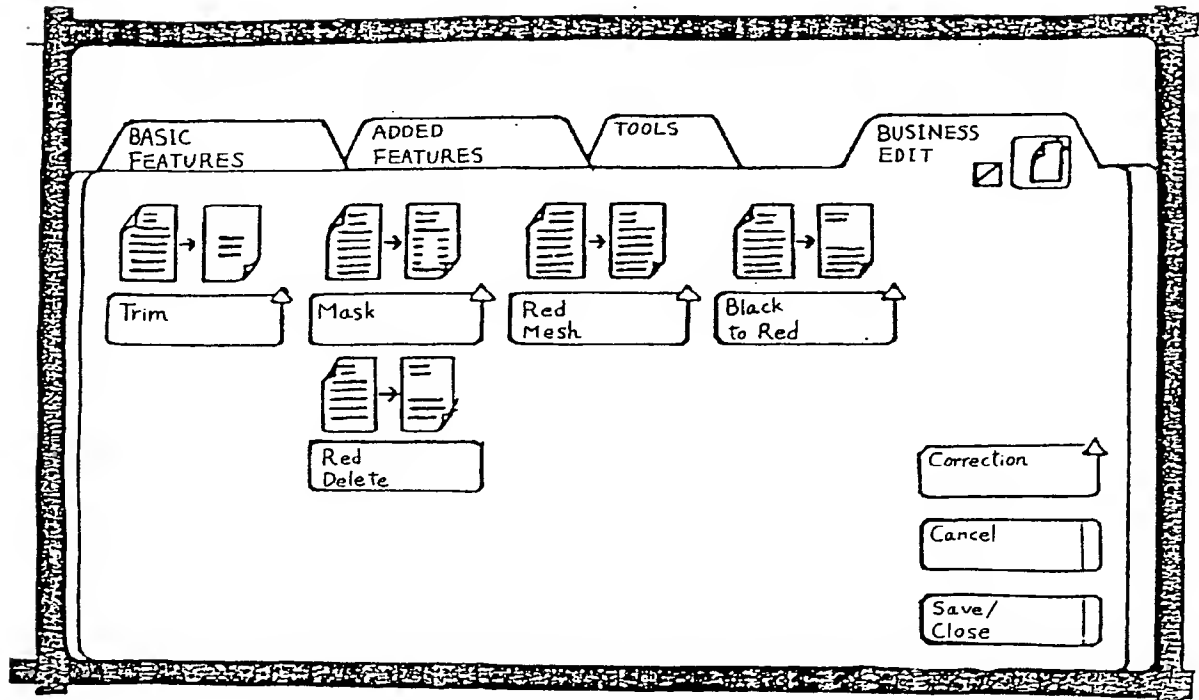 BASIC
FEATURES
ADDED
FEATURES
TOOLS
BUSINESS
EDIT
Trim
Mask
Red
Mesh
Black
to Red
Red
Delete
Correction
Cancel
Save/
Close